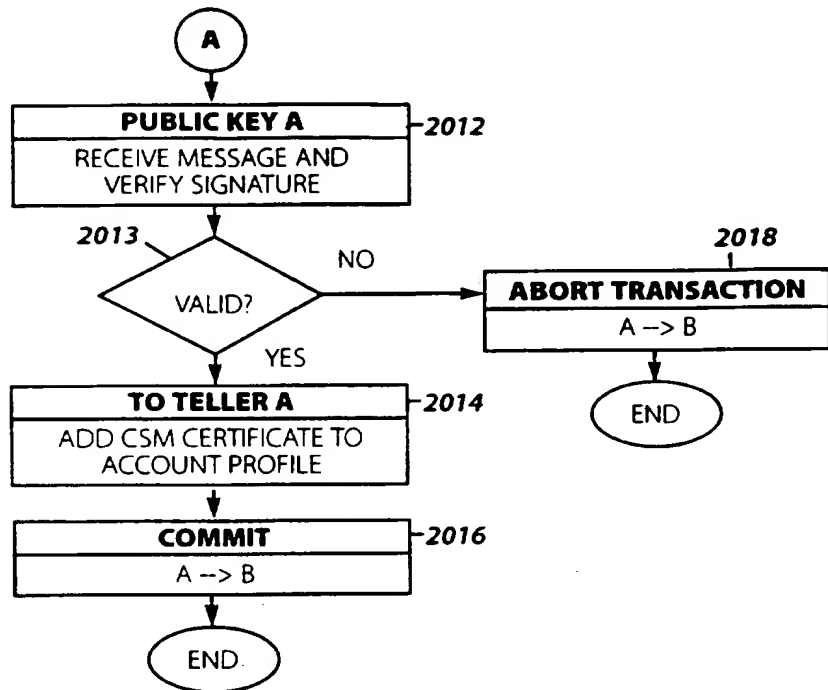 A
PUBLIC KEY A
2012
RECEIVE MESSAGE AND
VERIFY SIGNATURE
2013
VALID?
NO
YES
2018
ABORT TRANSACTION
A --> B
END
TO TELLER A
2014
ADD CSM CERTIFICATE TO
ACCOUNT PROFILE
COMMIT
2016
A --> B
END